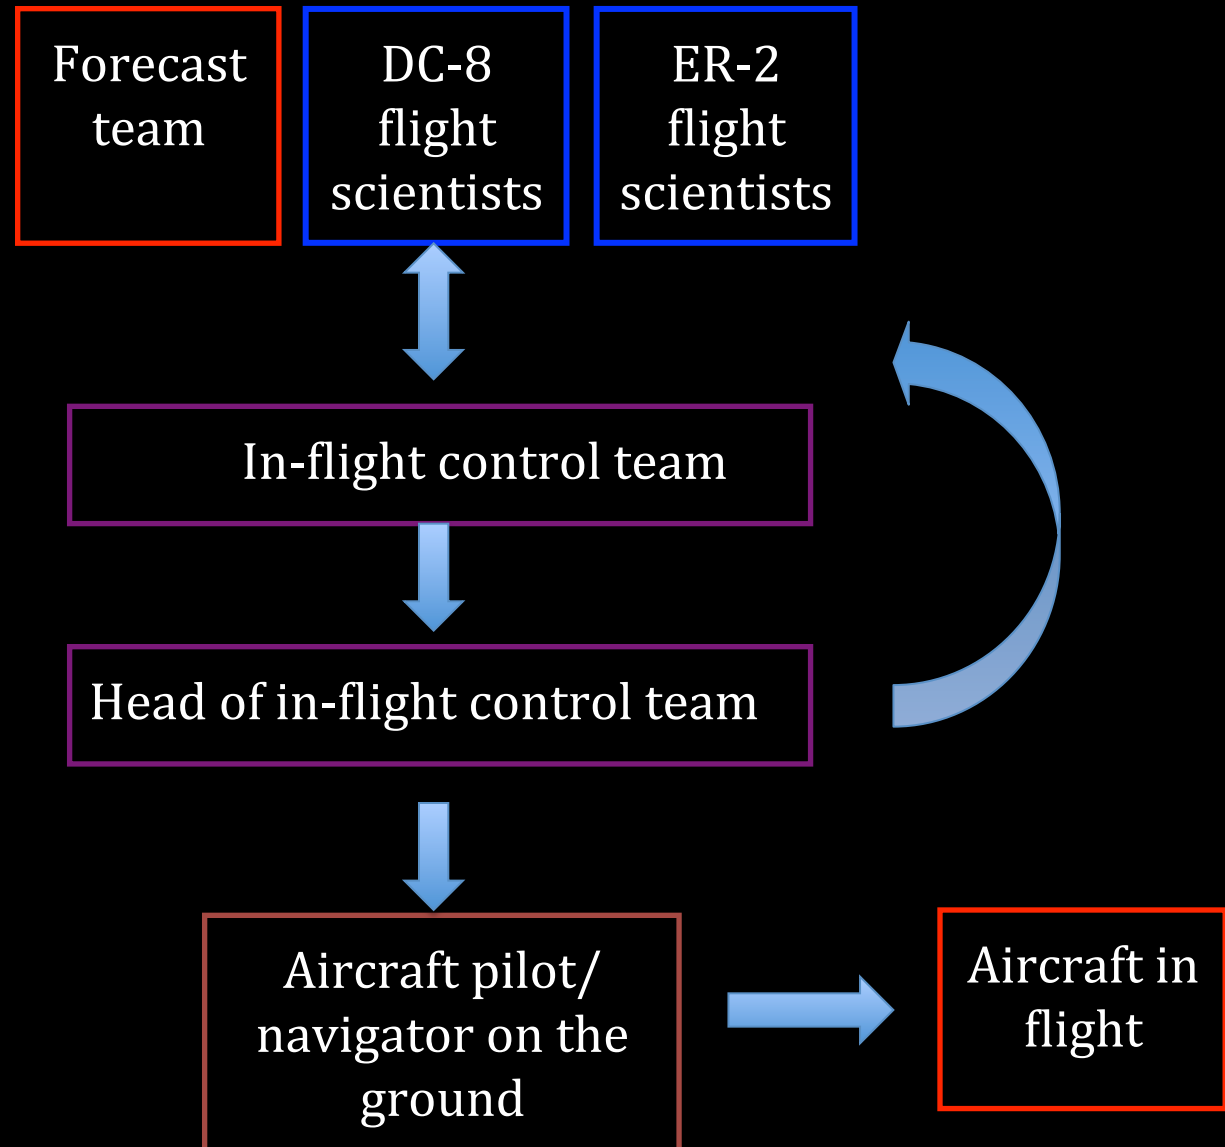 Forecast
team
DC-8
flight
scientists
ER-2
flight
scientists
In-flight control team
Head of in-flight control team
Aircraft pilot/
navigator on the
ground
Aircraft in
flight